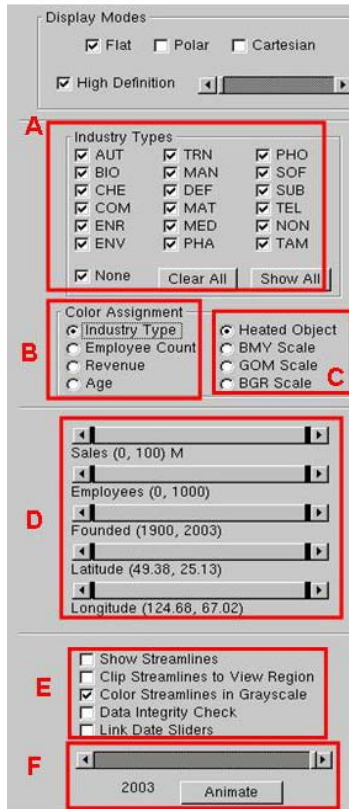 Display Modes
Flat Polar Cartesian
High Definition
A
Industry Types
AUT TRN PHO
BIO MAN SOF
CHE DEF SUB
COM MAT TEL
ENR MED NON
ENV PHA TAM
None Clear All Show All
Color Assignment
B
Industry Type
Employee Count
Revenue
Age
Heated Object
BMY Scale
GOM Scale
BGR Scale
C
D
Sales (0, 100) M
Employees (0, 1000)
Founded (1900, 2003)
Latitude (49.38, 25.13)
Longitude (124.68, 67.02)
E
Show Streamlines
Clip Streamlines to View Region
Color Streamlines in Grayscale
Data Integrity Check
Link Date Sliders
F
2003 Animate